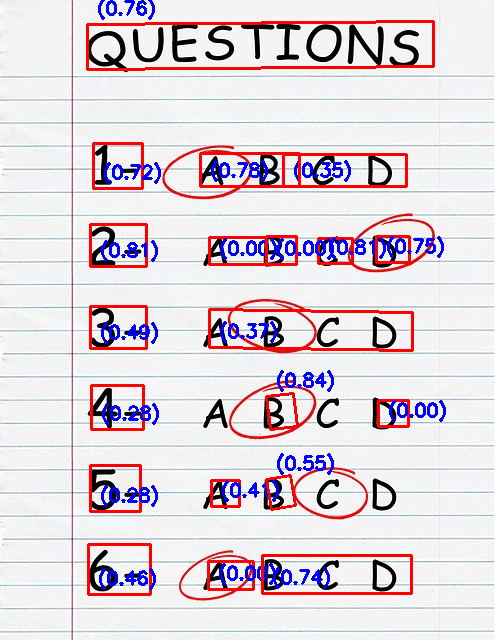 (0.76)
QUESTIONS
1- A B C D
(0.72) (0.78) (0.35)
2- A B C D
(0.81) (0.00) (0.00) (0.81) (0.75)
3- A B C D
(0.49) (0.37)
(0.84)
4- A B C D
(0.28) (0.00)
(0.55)
5- A B C D
(0.28) (0.41)
6- A B C D
(0.46) (0.00) (0.74)